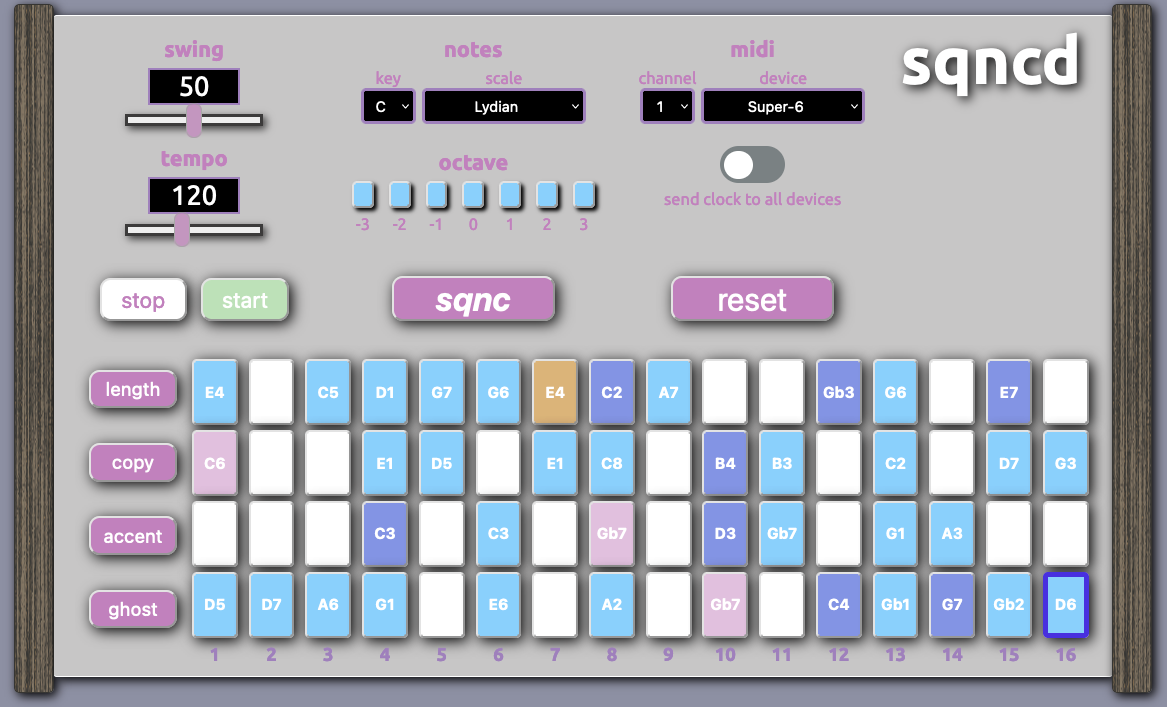 swing
notes
midi
sqncd
50
key
scale
channel
device
C
Lydian
1
Super-6
tempo
octave
120
-3 -2 -1 0 1 2 3
send clock to all devices
stop
start
sqnc
reset
length E4 C5 D1 G7 G6 E4 C2 A7 Gb3 G6 E7
copy C6 E1 D5 E1 C8 B4 B3 C2 D7 G3
accent C3 C3 Gb7 D3 Gb7 G1 A3
ghost D5 D7 A6 G1 E6 A2 Gb7 C4 Gb1 G7 Gb2 D6
1 2 3 4 5 6 7 8 9 10 11 12 13 14 15 16